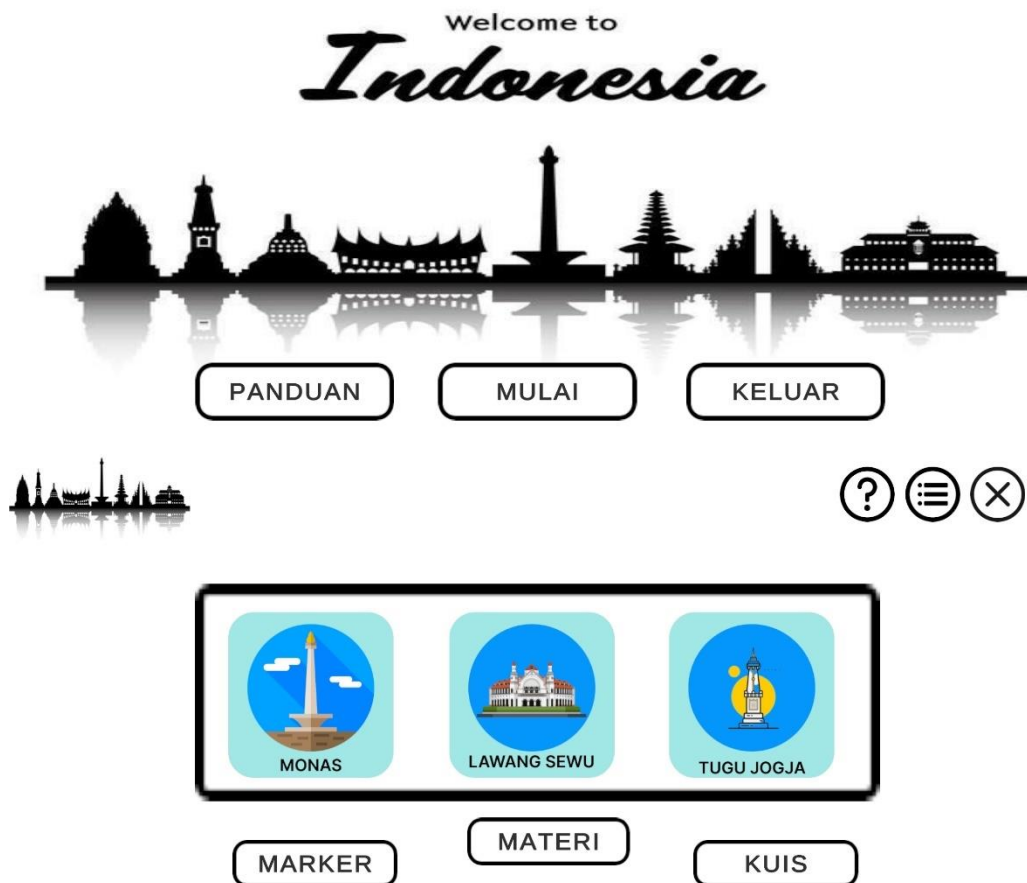 Welcome to
Indonesia
PANDUAN
MULAI
KELUAR
?
MONAS
LAWANG SEWU
TUGU JOGJA
MARKER
MATERI
KUIS